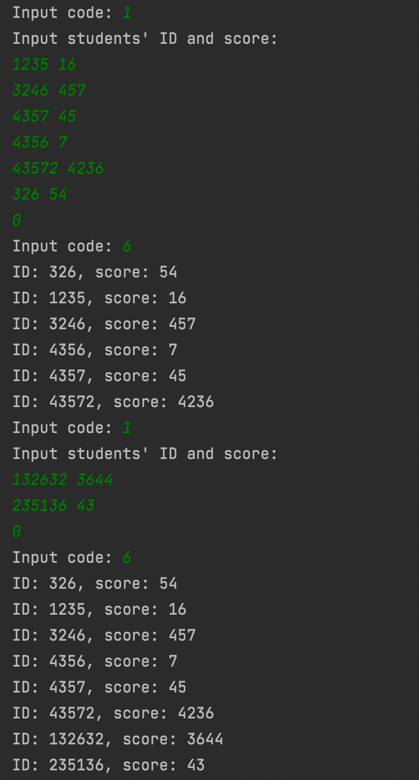 Input code: 1
Input students' ID and score:
1235 16
3246 457
4357 45
4356 7
43572 4236
326 54
0
Input code: 6
ID: 326, score: 54
ID: 1235, score: 16
ID: 3246, score: 457
ID: 4356, score: 7
ID: 4357, score: 45
ID: 43572, score: 4236
Input code: 1
Input students' ID and score:
132632 3644
235136 43
0
Input code: 6
ID: 326, score: 54
ID: 1235, score: 16
ID: 3246, score: 457
ID: 4356, score: 7
ID: 4357, score: 45
ID: 43572, score: 4236
ID: 132632, score: 3644
ID: 235136, score: 43